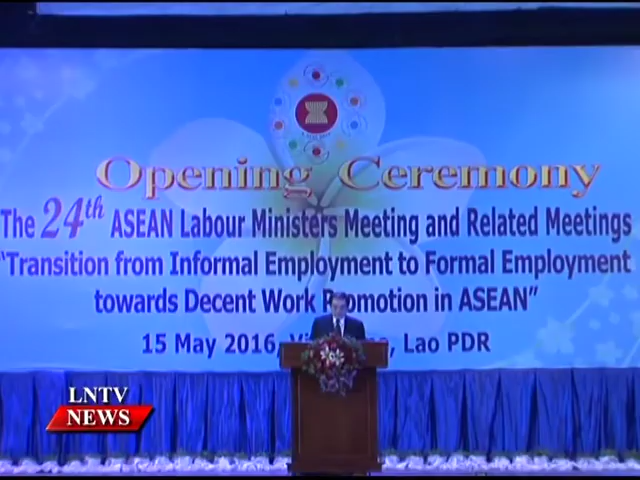 Opening Ceremony
The 24th ASEAN Labour Ministers Meeting and Related Meetings
"Transition from Informal Employment to Formal Employment
towards Decent Work Promotion in ASEAN"
15 May 2016, Lao PDR
LNTV
NEWS